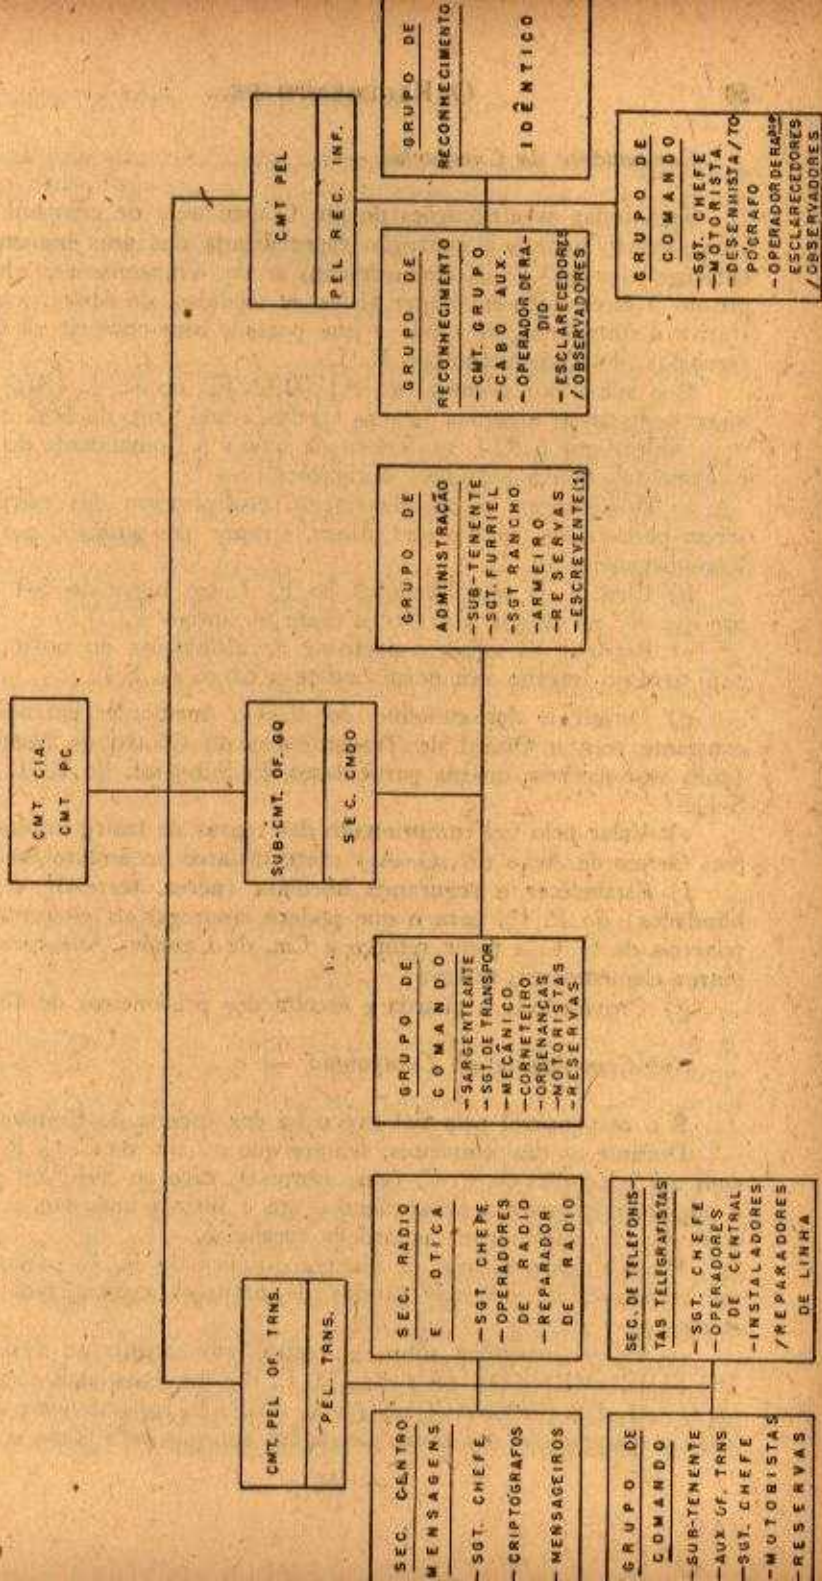 CMT CIA.
CMT PC
CMT. PEL OF. TRNS.
PEL. TRNS.
SUB-CMT. OF. GQ
SEC. CMDO
CMT PEL
PEL REC. INF.
SEC. CENTRO
MENSAGENS
-SGT. CHEFE
-CRIPTÓGRAFOS
-MENSAGEIROS
SEC. RADIO
E OTICA
-SGT CHEFE
-OPERADORES
DE RADIO
-REPARADOR
DE RADIO
GRUPO DE
COMANDO
-SARGENTEANTE
-SGT DE TRANSPOR.
-MECÂNICO
-CORNETEIRO
-ORDENANÇAS
-MOTORISTAS
-RESERVAS
GRUPO DE
ADMINISTRAÇÃO
-SUB-TENENTE
-SGT. FURRIEL
-SGT RANCHO
-ARMEIRO
-RESERVAS
-ESCREVENTE(1)
GRUPO DE
RECONHECIMENTO
-CMT. GRUPO
-CABO AUX.
-OPERADOR DE RA-
DIO
-ESCLARECEDORES
/OBSERVADORES
GRUPO DE
RECONHECIMENTO
IDÊNTICO
GRUPO DE
COMANDO
-SUB-TENENTE
-AUX OF. TRNS
-SGT. CHEFE
-MOTORISTAS
-RESERVAS
SEC. DE TELEFONIS-
TAS TELEGRAFISTAS
-SGT. CHEFE
-OPERADORES
DE CENTRAL
-INSTALADORES
/REPARADORES
DE LINHA
GRUPO DE
COMANDO
-SGT. CHEFE
-MOTORISTA
-DESENHISTA/TO
PÓGRAFO
-OPERADOR DE RADIO
ESCLARECEDORES
/OBSERVADORES